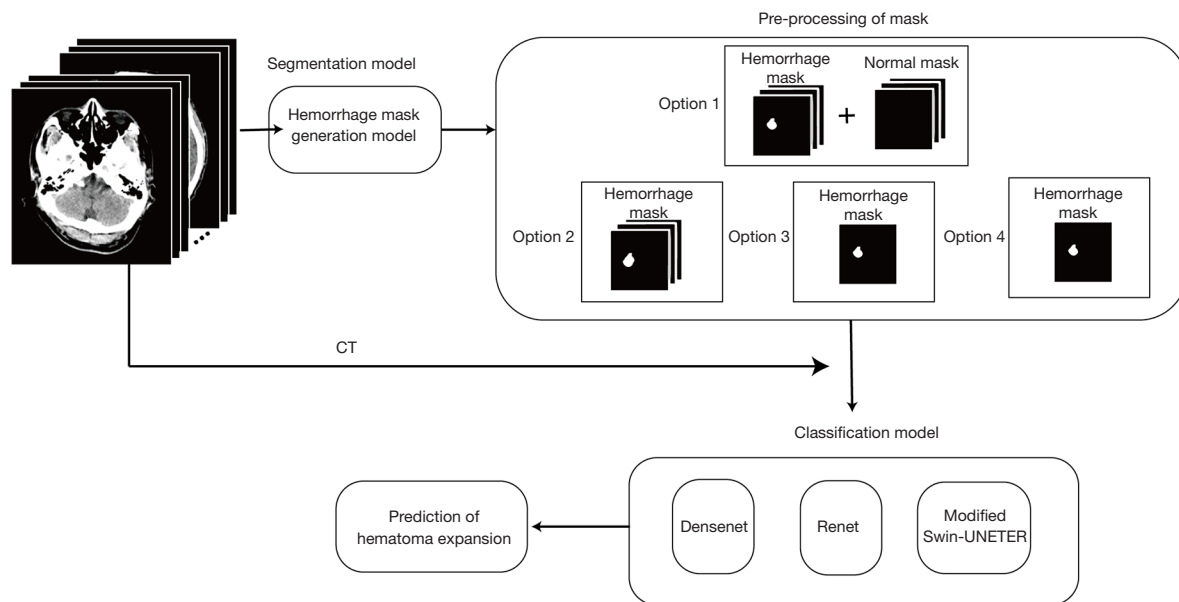 Pre-processing of mask
Segmentation model
Hemorrhage mask
generation model
Option 1
Hemorrhage
mask
Normal mask
+
Option 2
Hemorrhage
mask
Option 3
Hemorrhage
mask
Option 4
Hemorrhage
mask
CT
Classification model
Densenet
Renet
Modified
Swin-UNETER
Prediction of
hematoma expansion